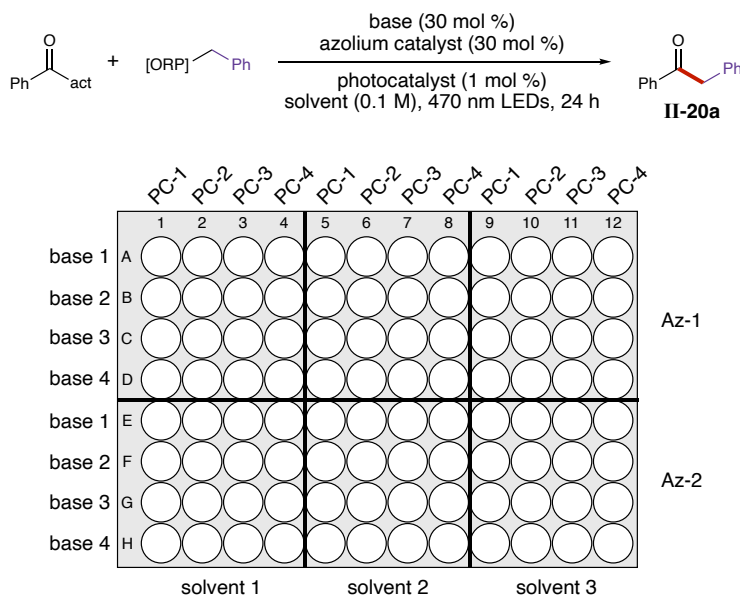 base (30 mol %)
azolium catalyst (30 mol %)
photocatalyst (1 mol %)
solvent (0.1 M), 470 nm LEDs, 24 h
O
Ph
act
+
[ORP]
Ph
O
Ph
Ph
II-20a
PC-1 PC-2 PC-3 PC-4 PC-1 PC-2 PC-3 PC-4 PC-1 PC-2 PC-3 PC-4
1 2 3 4 5 6 7 8 9 10 11 12
base 1 A
base 2 B
base 3 C
base 4 D
Az-1
base 1 E
base 2 F
base 3 G
base 4 H
Az-2
solvent 1 solvent 2 solvent 3